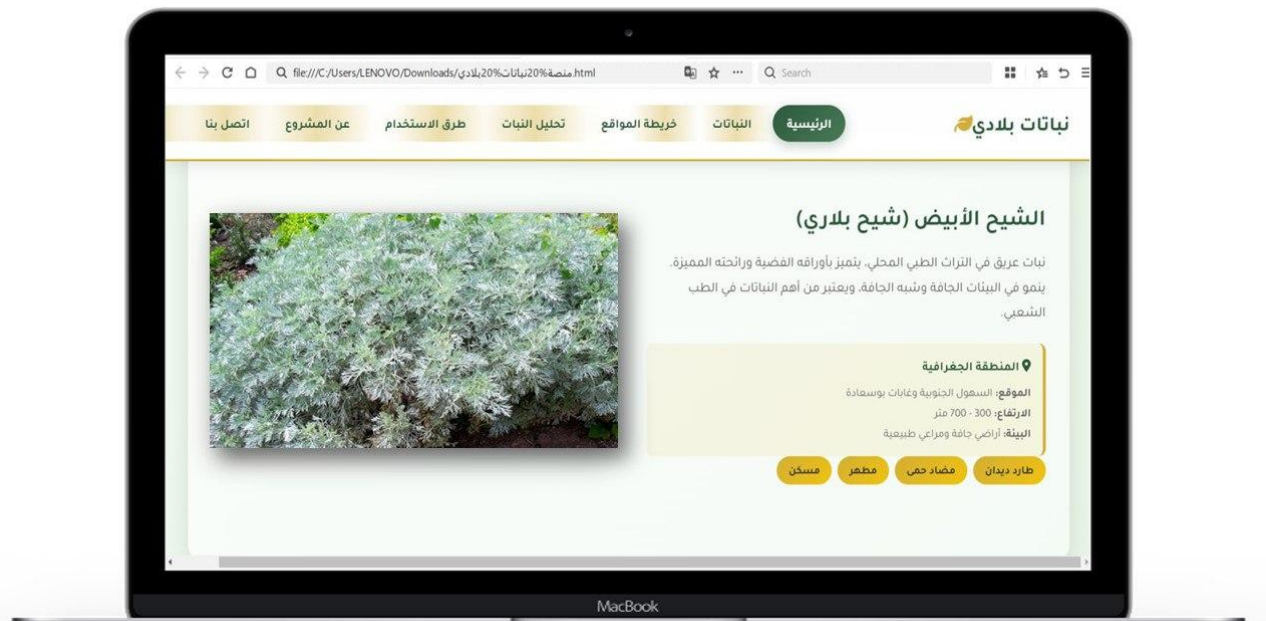 file:///C:/Users/LENOVO/Downloads/منصة%20نباتات%20بلادي.html
Search
نباتات بلادي
الرئيسية
النباتات
خريطة المواقع
تحليل النبات
طرق الاستخدام
عن المشروع
اتصل بنا
الشيح الأبيض (شيح بلاري)
نبات عريق في التراث الطبي المحلي، يتميز بأوراقه الفضية ورائحته المميزة.
ينمو في البيئات الجافة وشبه الجافة، ويعتبر من أهم النباتات في الطب
الشعبي.
المنطقة الجغرافية
الموقع: السهول الجنوبية وغابات بوسعادة
الارتفاع: 300 - 700 متر
البيئة: أراضي جافة ومراعي طبيعية
طارد ديدان
مضاد حمى
مطهر
مسكن
MacBook